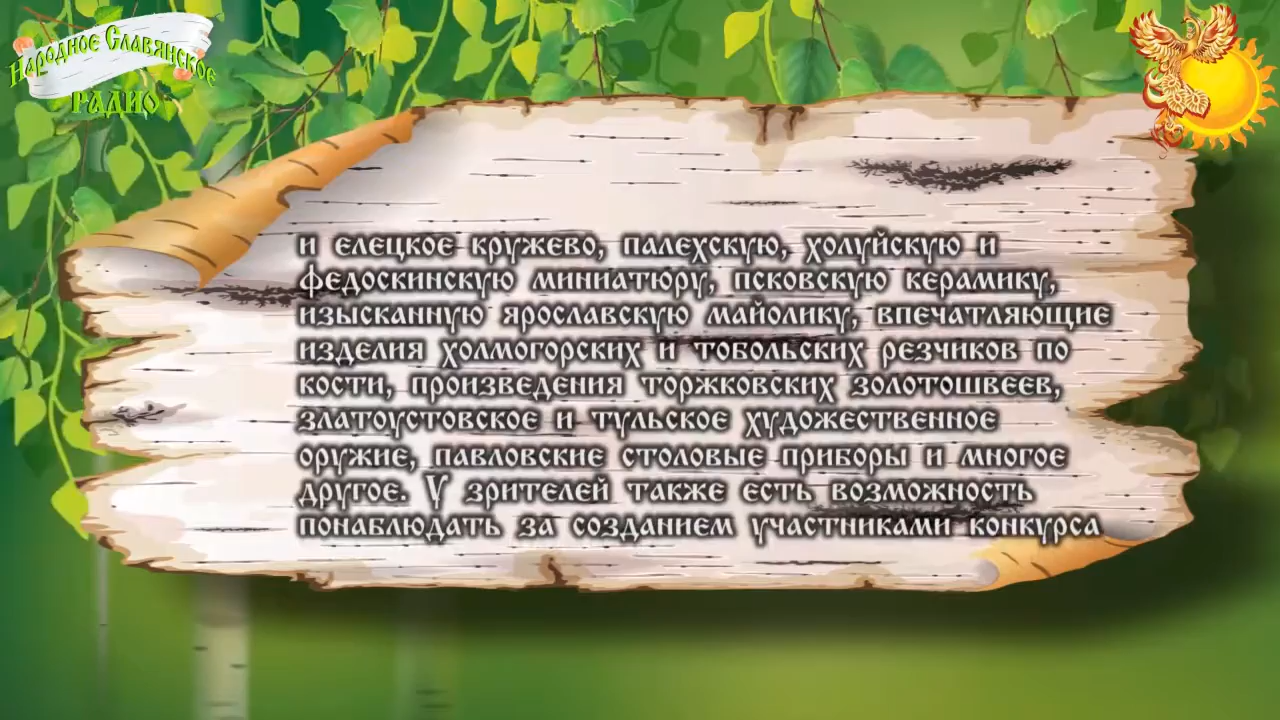 Народное Славянское
РАДИО
и елецкое кружево, палехскую, холуйскую и
федоскинскую миниатюру, псковскую керамику,
изысканную ярославскую майолику, впечатляющие
изделия холмогорских и тобольских резчиков по
кости, произведения торжковских золотошвеев,
златоустовское и тульское художественное
оружие, павловские столовые приборы и многое
другое. У зрителей также есть возможность
понаблюдать за созданием участниками конкурса